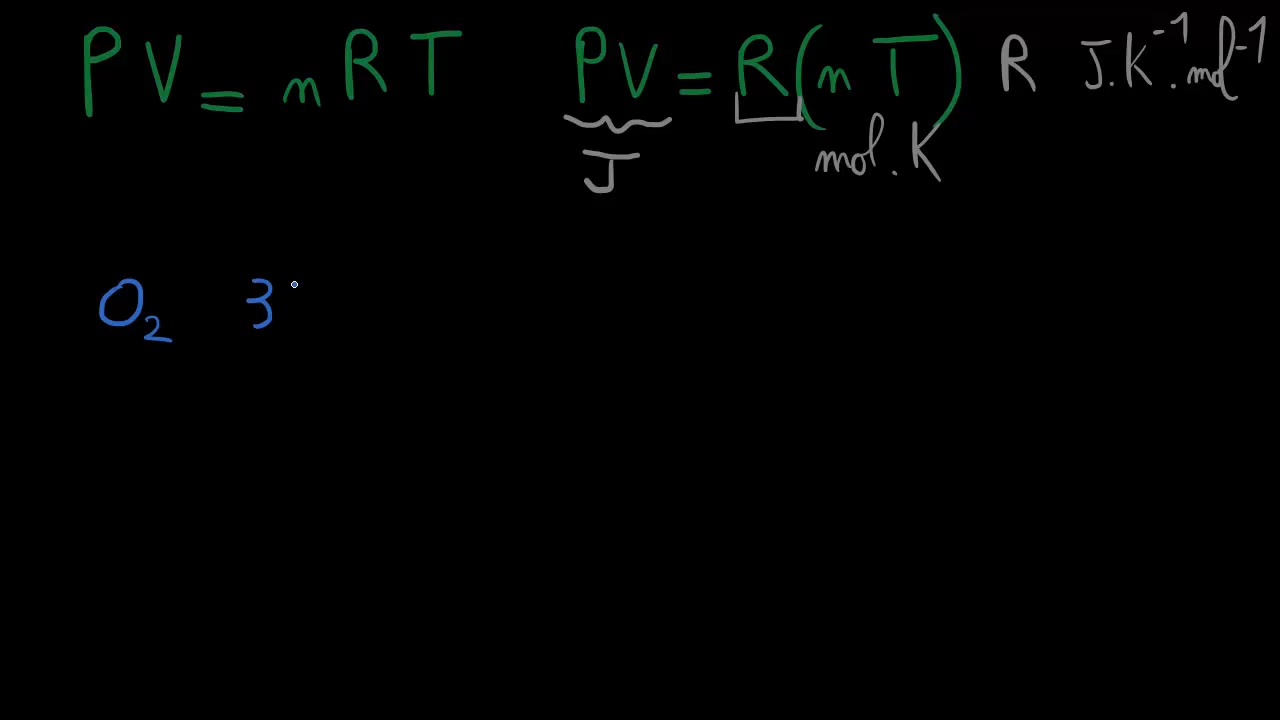 PV = nRT PV = R(nT) R J.K⁻¹.mol⁻¹
J mol.K
O₂ 3